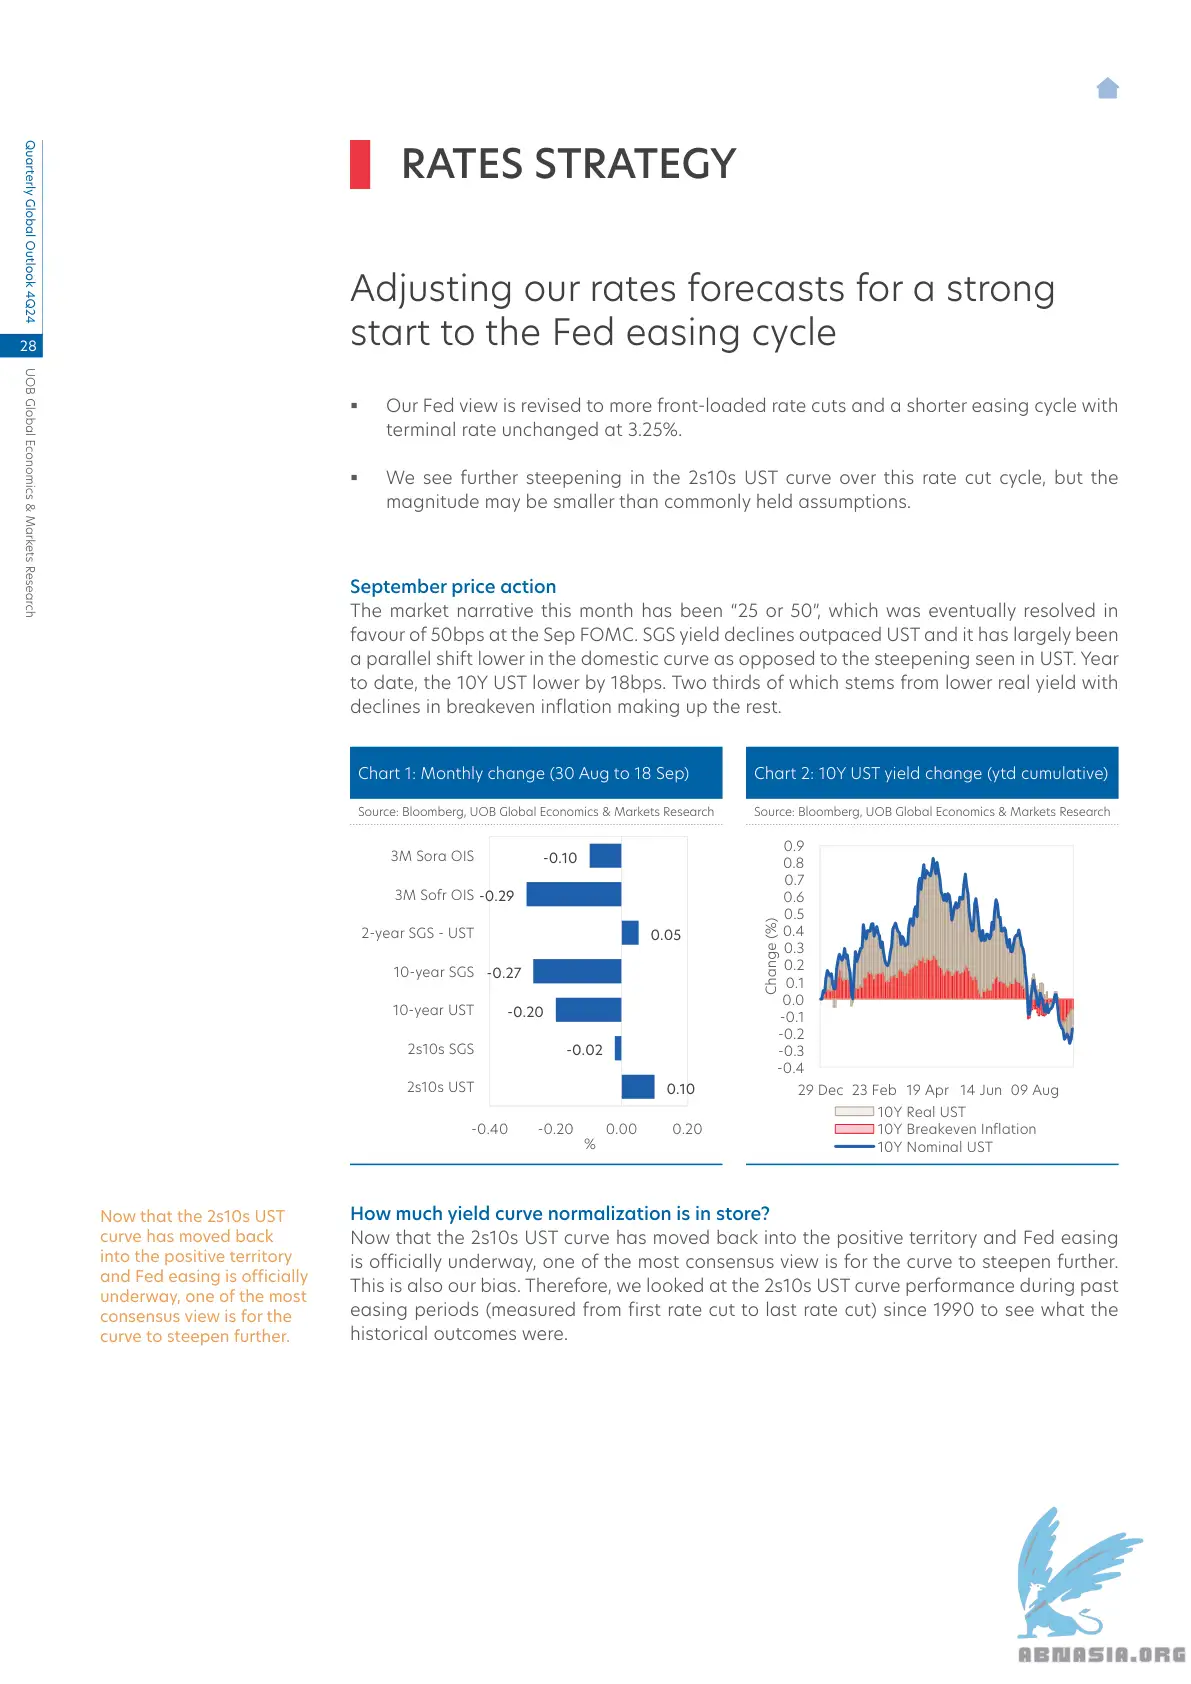 Quarterly Global Outlook 4Q24
28
UOB Global Economics & Markets Research
RATES STRATEGY
Adjusting our rates forecasts for a strong
start to the Fed easing cycle
▪ Our Fed view is revised to more front-loaded rate cuts and a shorter easing cycle with
terminal rate unchanged at 3.25%.
▪ We see further steepening in the 2s10s UST curve over this rate cut cycle, but the
magnitude may be smaller than commonly held assumptions.
September price action
The market narrative this month has been “25 or 50”, which was eventually resolved in
favour of 50bps at the Sep FOMC. SGS yield declines outpaced UST and it has largely been
a parallel shift lower in the domestic curve as opposed to the steepening seen in UST. Year
to date, the 10Y UST lower by 18bps. Two thirds of which stems from lower real yield with
declines in breakeven inflation making up the rest.
Chart 1: Monthly change (30 Aug to 18 Sep)
Source: Bloomberg, UOB Global Economics & Markets Research
3M Sora OIS -0.10
3M Sofr OIS -0.29
2-year SGS - UST 0.05
10-year SGS -0.27
10-year UST -0.20
2s10s SGS -0.02
2s10s UST 0.10
-0.40 -0.20 0.00 0.20
%
Chart 2: 10Y UST yield change (ytd cumulative)
Source: Bloomberg, UOB Global Economics & Markets Research
Change (%)
0.9
0.8
0.7
0.6
0.5
0.4
0.3
0.2
0.1
0.0
-0.1
-0.2
-0.3
-0.4
29 Dec 23 Feb 19 Apr 14 Jun 09 Aug
10Y Real UST
10Y Breakeven Inflation
10Y Nominal UST
Now that the 2s10s UST
curve has moved back
into the positive territory
and Fed easing is officially
underway, one of the most
consensus view is for the
curve to steepen further.
How much yield curve normalization is in store?
Now that the 2s10s UST curve has moved back into the positive territory and Fed easing
is officially underway, one of the most consensus view is for the curve to steepen further.
This is also our bias. Therefore, we looked at the 2s10s UST curve performance during past
easing periods (measured from first rate cut to last rate cut) since 1990 to see what the
historical outcomes were.
ABNASIA.ORG